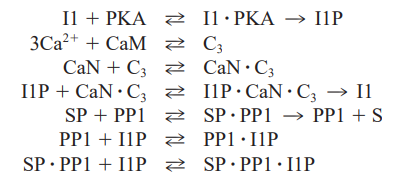 I1 + PKA ⇌ I1 · PKA → I1P
3Ca²⁺ + CaM ⇌ C₃
CaN + C₃ ⇌ CaN · C₃
I1P + CaN · C₃ ⇌ I1P · CaN · C₃ → I1
SP + PP1 ⇌ SP · PP1 → PP1 + S
PP1 + I1P ⇌ PP1 · I1P
SP · PP1 + I1P ⇌ SP · PP1 · I1P